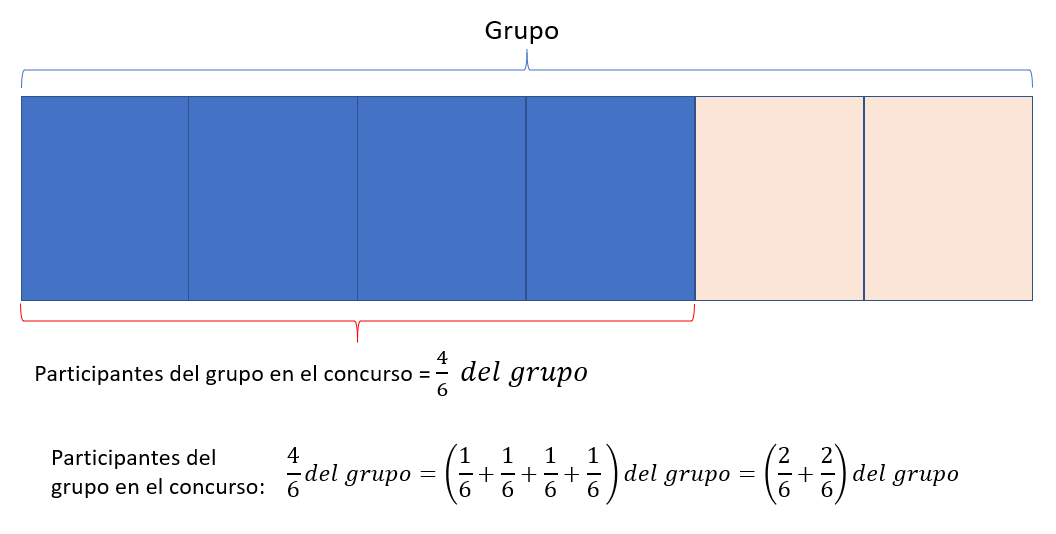 Grupo
Participantes del grupo en el concurso = 4/6 del grupo
Participantes del
grupo en el concurso: 4/6 del grupo = (1/6 + 1/6 + 1/6 + 1/6) del grupo = (2/6 + 2/6) del grupo